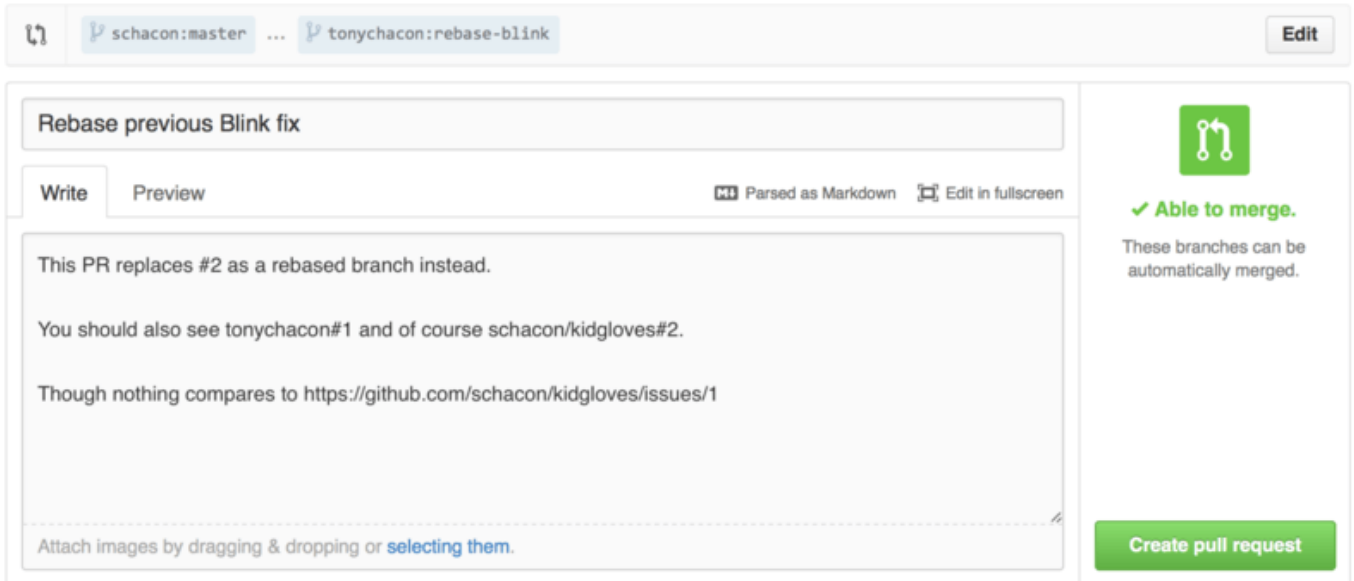 schacon:master ... tonychacon:rebase-blink Edit
Rebase previous Blink fix
Write Preview Parsed as Markdown Edit in fullscreen
This PR replaces #2 as a rebased branch instead.
You should also see tonychacon#1 and of course schacon/kidgloves#2.
Though nothing compares to https://github.com/schacon/kidgloves/issues/1
Attach images by dragging & dropping or selecting them.
✓ Able to merge.
These branches can be
automatically merged.
Create pull request